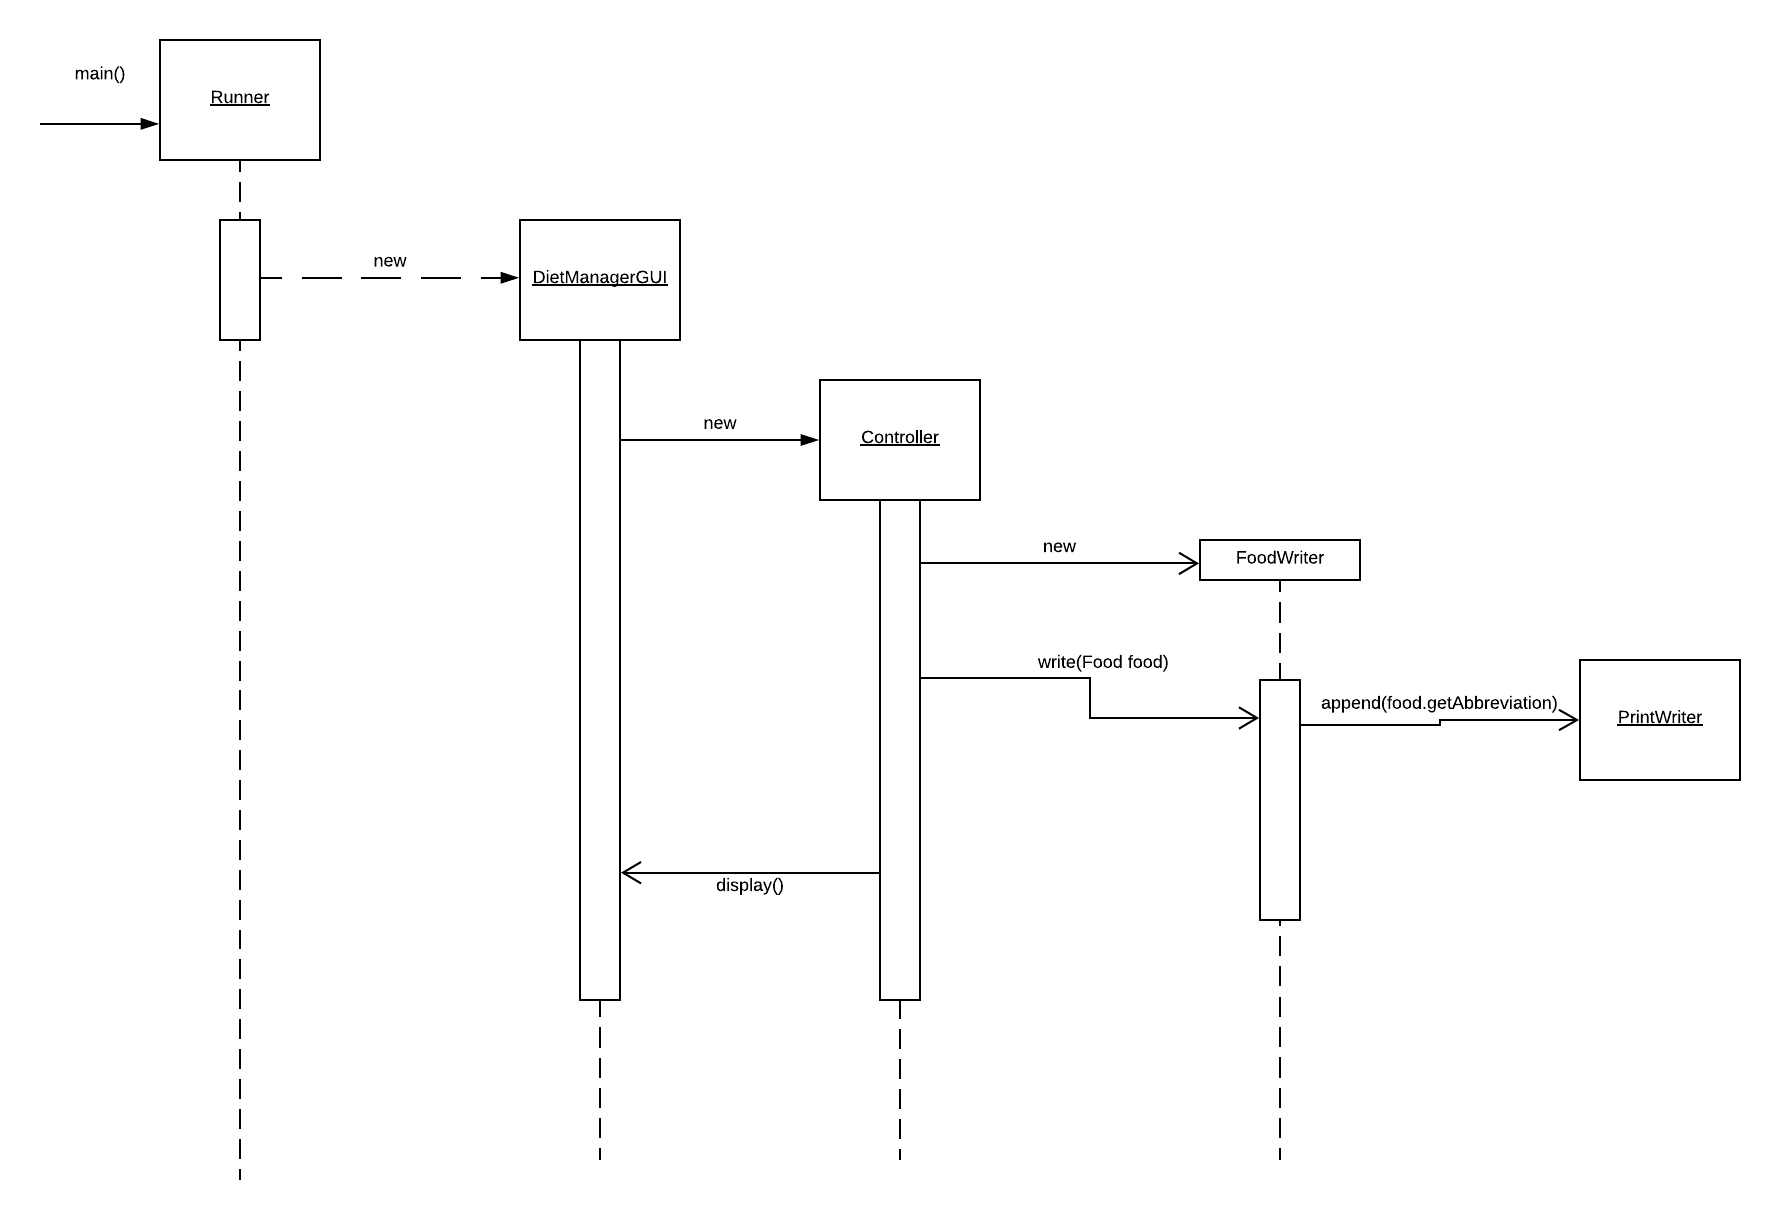 main()
Runner
new
DietManagerGUI
new
Controller
new
FoodWriter
write(Food food)
append(food.getAbbreviation)
PrintWriter
display()